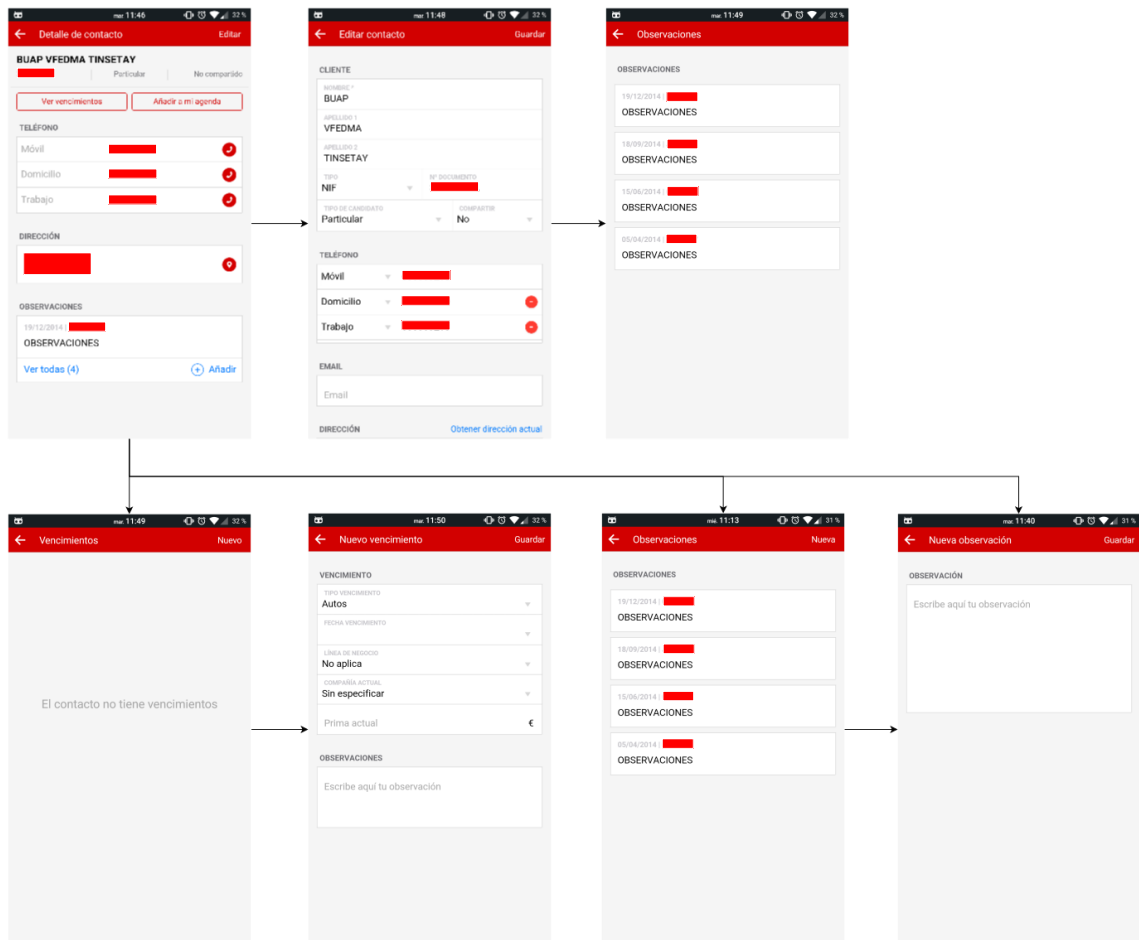 mar. 11:46 32 %
Detalle de contacto Editar
BUAP VFEDMA TINSETAY
Particular No compartido
Ver vencimientos Añadir a mi agenda
TELÉFONO
Móvil
Domicilio
Trabajo
DIRECCIÓN
OBSERVACIONES
19/12/2014 |
OBSERVACIONES
Ver todas (4) Añadir
mar. 11:48 32 %
Editar contacto Guardar
CLIENTE
NOMBRE *
BUAP
APELLIDO 1
VFEDMA
APELLIDO 2
TINSETAY
TIPO Nº DOCUMENTO
NIF
TIPO DE CANDIDATO COMPARTIR
Particular No
TELÉFONO
Móvil
Domicilio
Trabajo
EMAIL
Email
DIRECCIÓN Obtener dirección actual
mar. 11:49 32 %
Observaciones
OBSERVACIONES
19/12/2014 |
OBSERVACIONES
18/09/2014 |
OBSERVACIONES
15/06/2014 |
OBSERVACIONES
05/04/2014 |
OBSERVACIONES
mar. 11:49 32 %
Vencimientos Nuevo
El contacto no tiene vencimientos
mar. 11:50 32 %
Nuevo vencimiento Guardar
VENCIMIENTO
TIPO VENCIMIENTO
Autos
FECHA VENCIMIENTO
LÍNEA DE NEGOCIO
No aplica
COMPAÑÍA ACTUAL
Sin especificar
Prima actual €
OBSERVACIONES
Escribe aquí tu observación
mié. 11:13 31 %
Observaciones Nueva
OBSERVACIONES
19/12/2014 |
OBSERVACIONES
18/09/2014 |
OBSERVACIONES
15/06/2014 |
OBSERVACIONES
05/04/2014 |
OBSERVACIONES
mar. 11:40 31 %
Nueva observación Guardar
OBSERVACIÓN
Escribe aquí tu observación